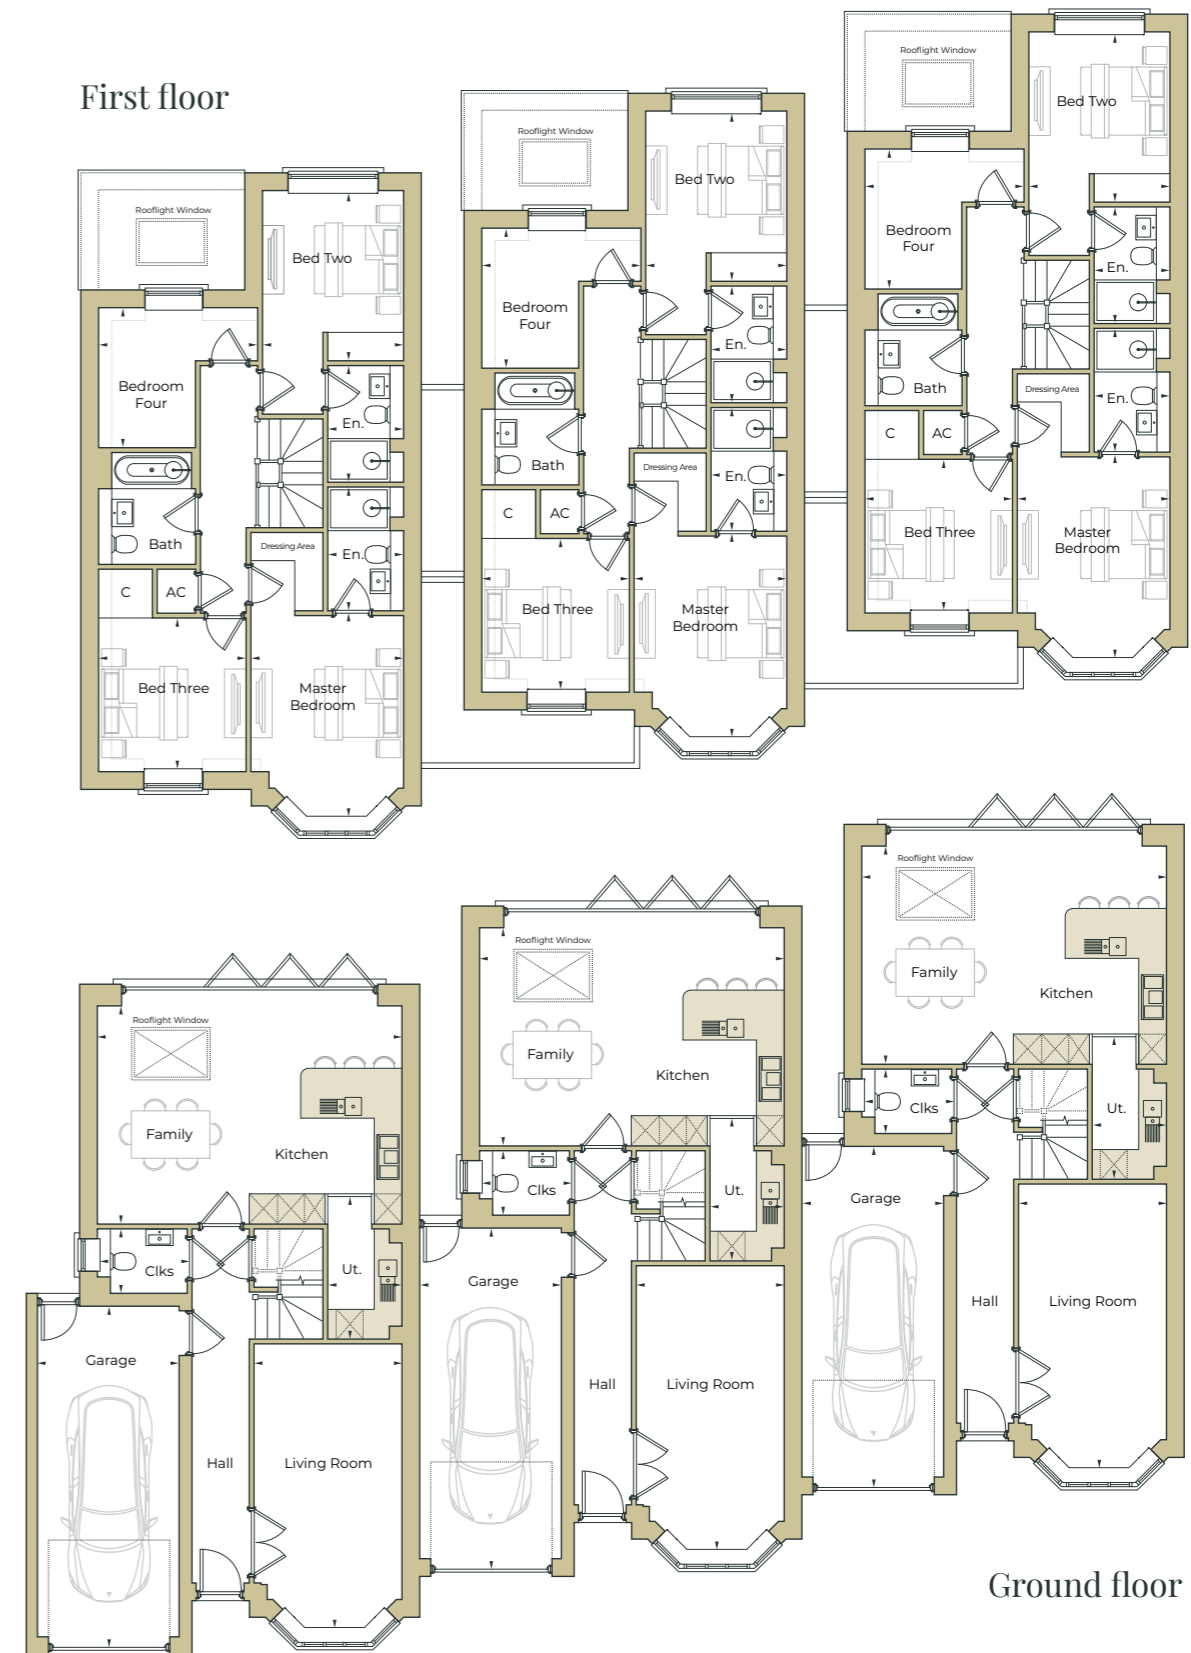 First floor
Rooflight Window
Bed Two
Bedroom
Four
En.
Bath
En.
Dressing Area
C
AC
Bed Three
Master
Bedroom
Rooflight Window
Bed Two
Bedroom
Four
En.
Bath
En.
Dressing Area
C
AC
Bed Three
Master
Bedroom
Rooflight Window
Bed Two
Bedroom
Four
En.
Bath
En.
Dressing Area
C
AC
Bed Three
Master
Bedroom
Rooflight Window
Family
Kitchen
Clks
Ut.
Garage
Hall
Living Room
Rooflight Window
Family
Kitchen
Clks
Ut.
Garage
Hall
Living Room
Rooflight Window
Family
Kitchen
Clks
Ut.
Garage
Hall
Living Room
Ground floor